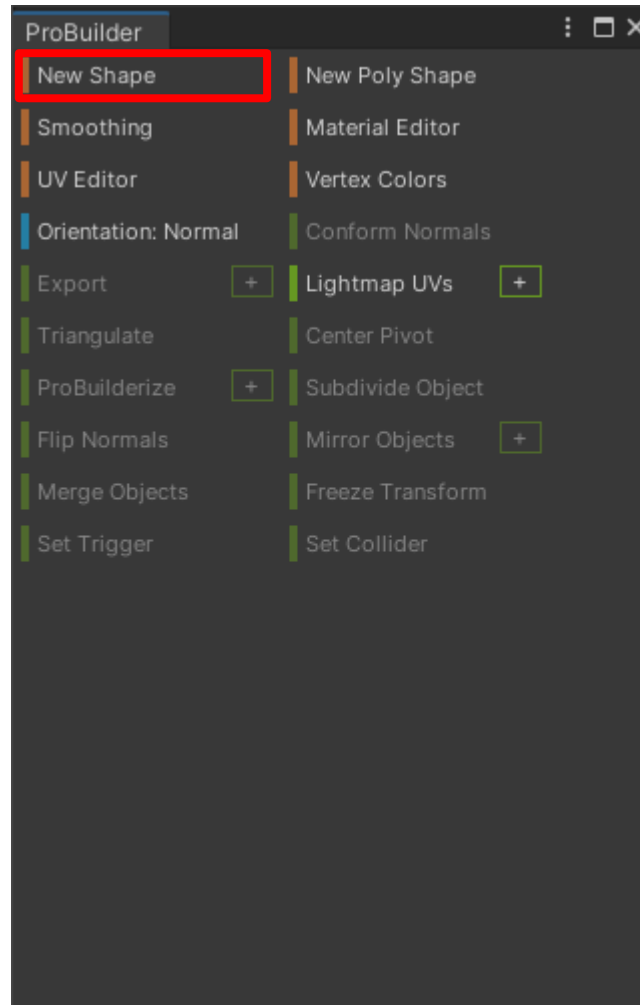 ProBuilder
New Shape
New Poly Shape
Smoothing
Material Editor
UV Editor
Vertex Colors
Orientation: Normal
Conform Normals
Export +
Lightmap UVs +
Triangulate
Center Pivot
ProBuilderize +
Subdivide Object
Flip Normals
Mirror Objects +
Merge Objects
Freeze Transform
Set Trigger
Set Collider